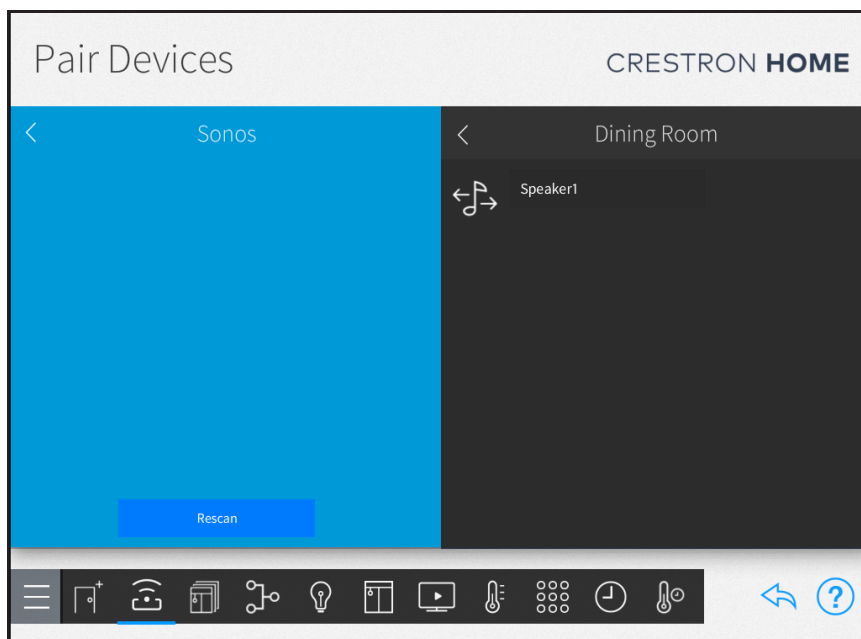 Pair Devices
CRESTRON HOME
Sonos
Dining Room
Speaker1
Rescan
?